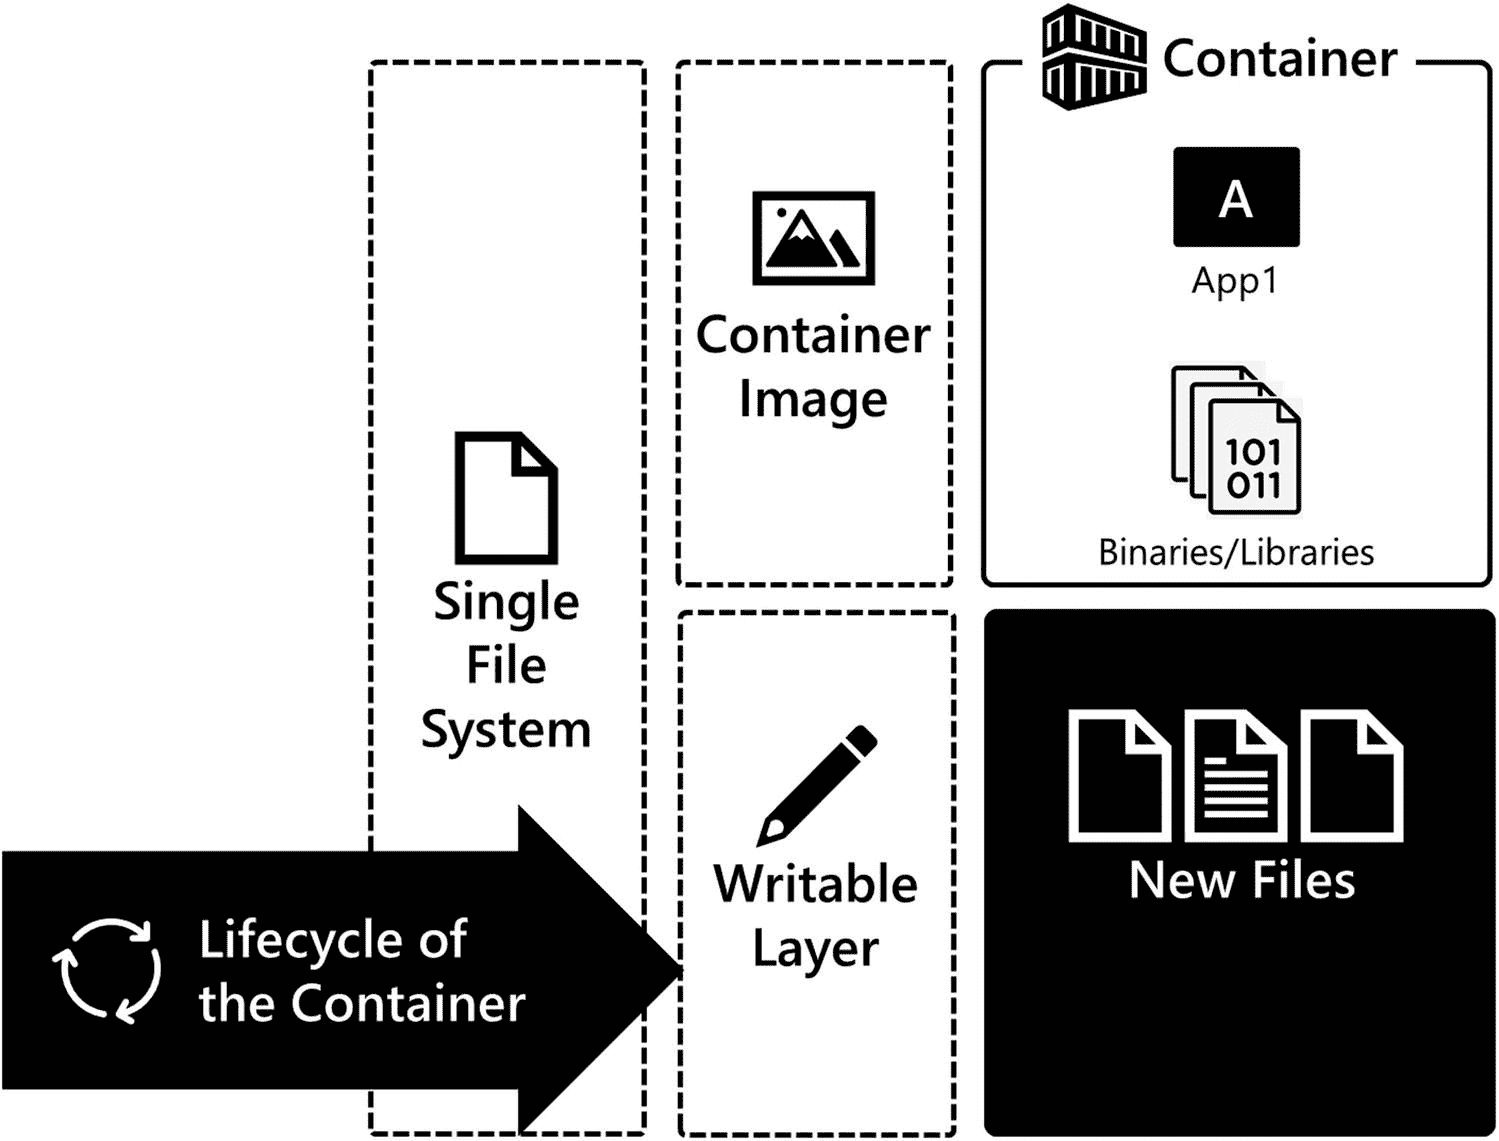 Container
A
App1
Container
Image
101
011
Binaries/Libraries
Single
File
System
Writable
Layer
New Files
Lifecycle of
the Container